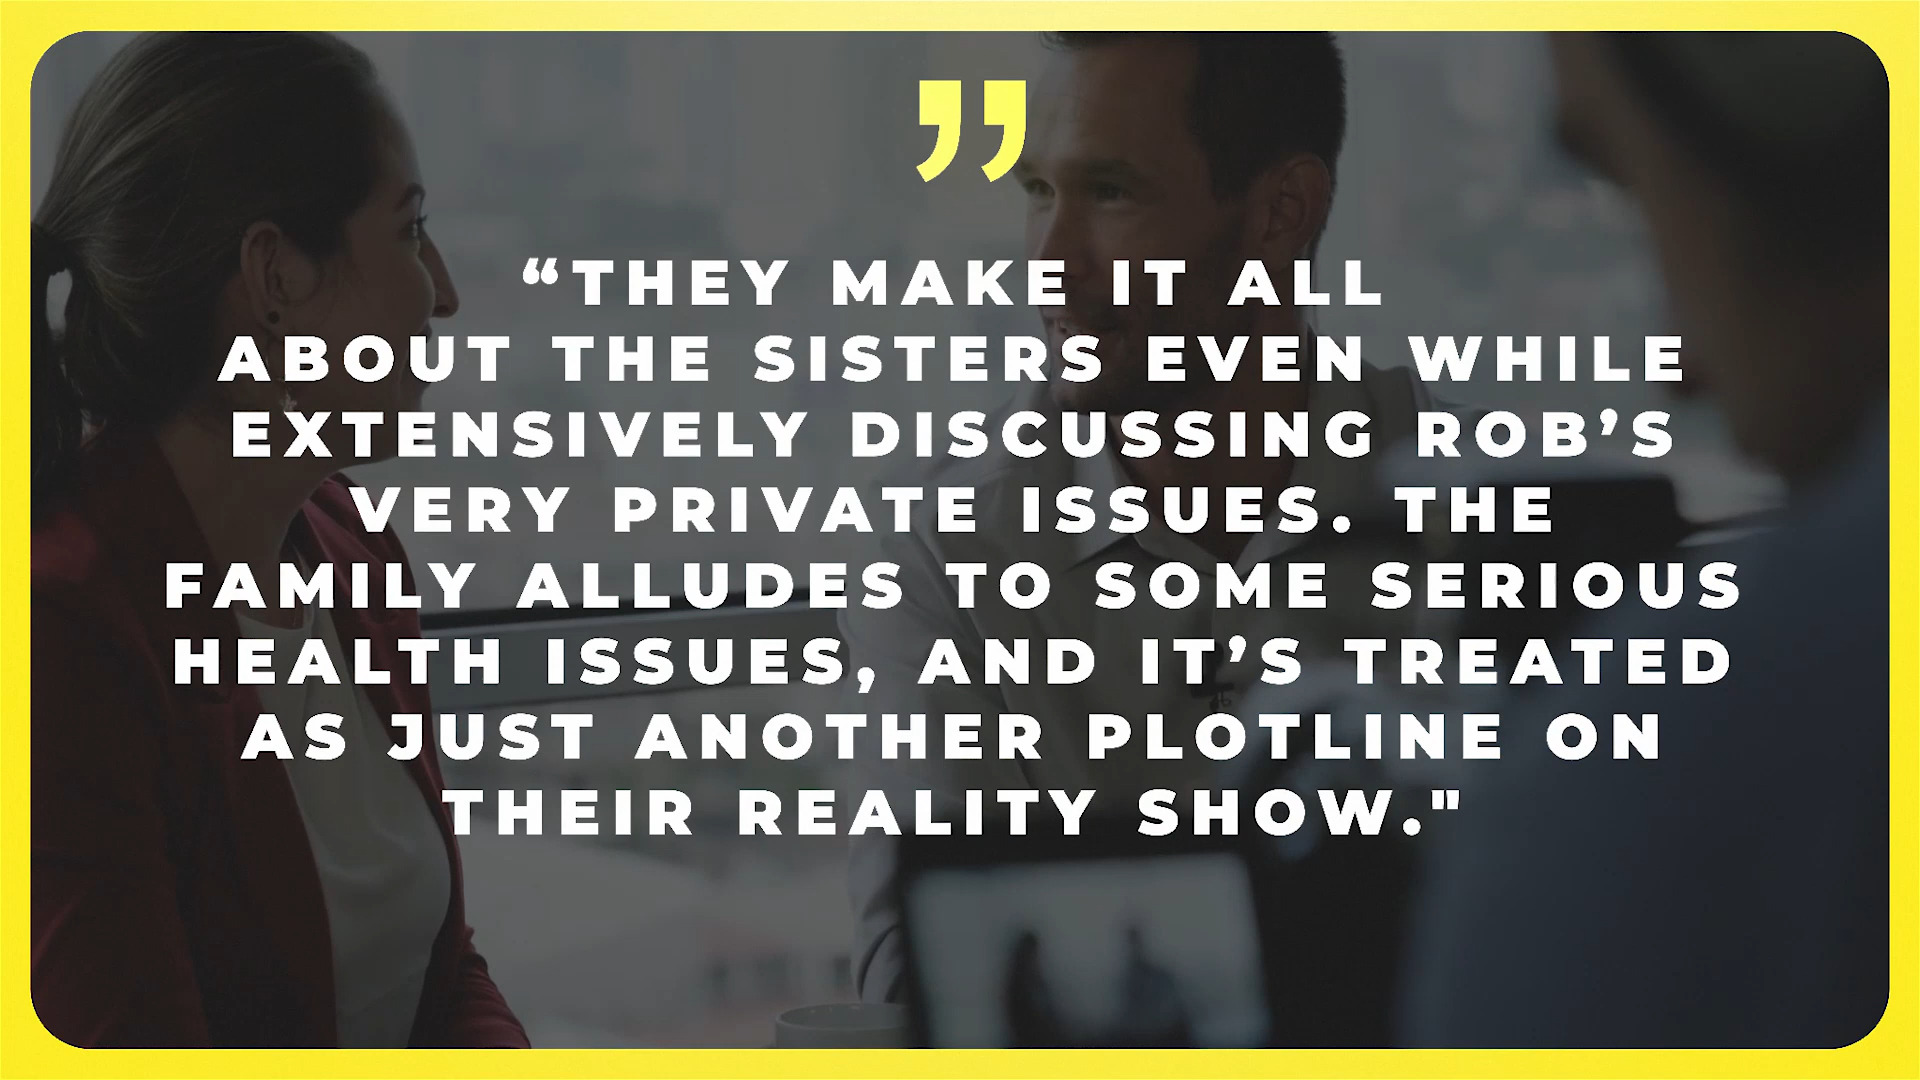 “THEY MAKE IT ALL
ABOUT THE SISTERS EVEN WHILE
EXTENSIVELY DISCUSSING ROB’S
VERY PRIVATE ISSUES. THE
FAMILY ALLUDES TO SOME SERIOUS
HEALTH ISSUES, AND IT’S TREATED
AS JUST ANOTHER PLOTLINE ON
THEIR REALITY SHOW."